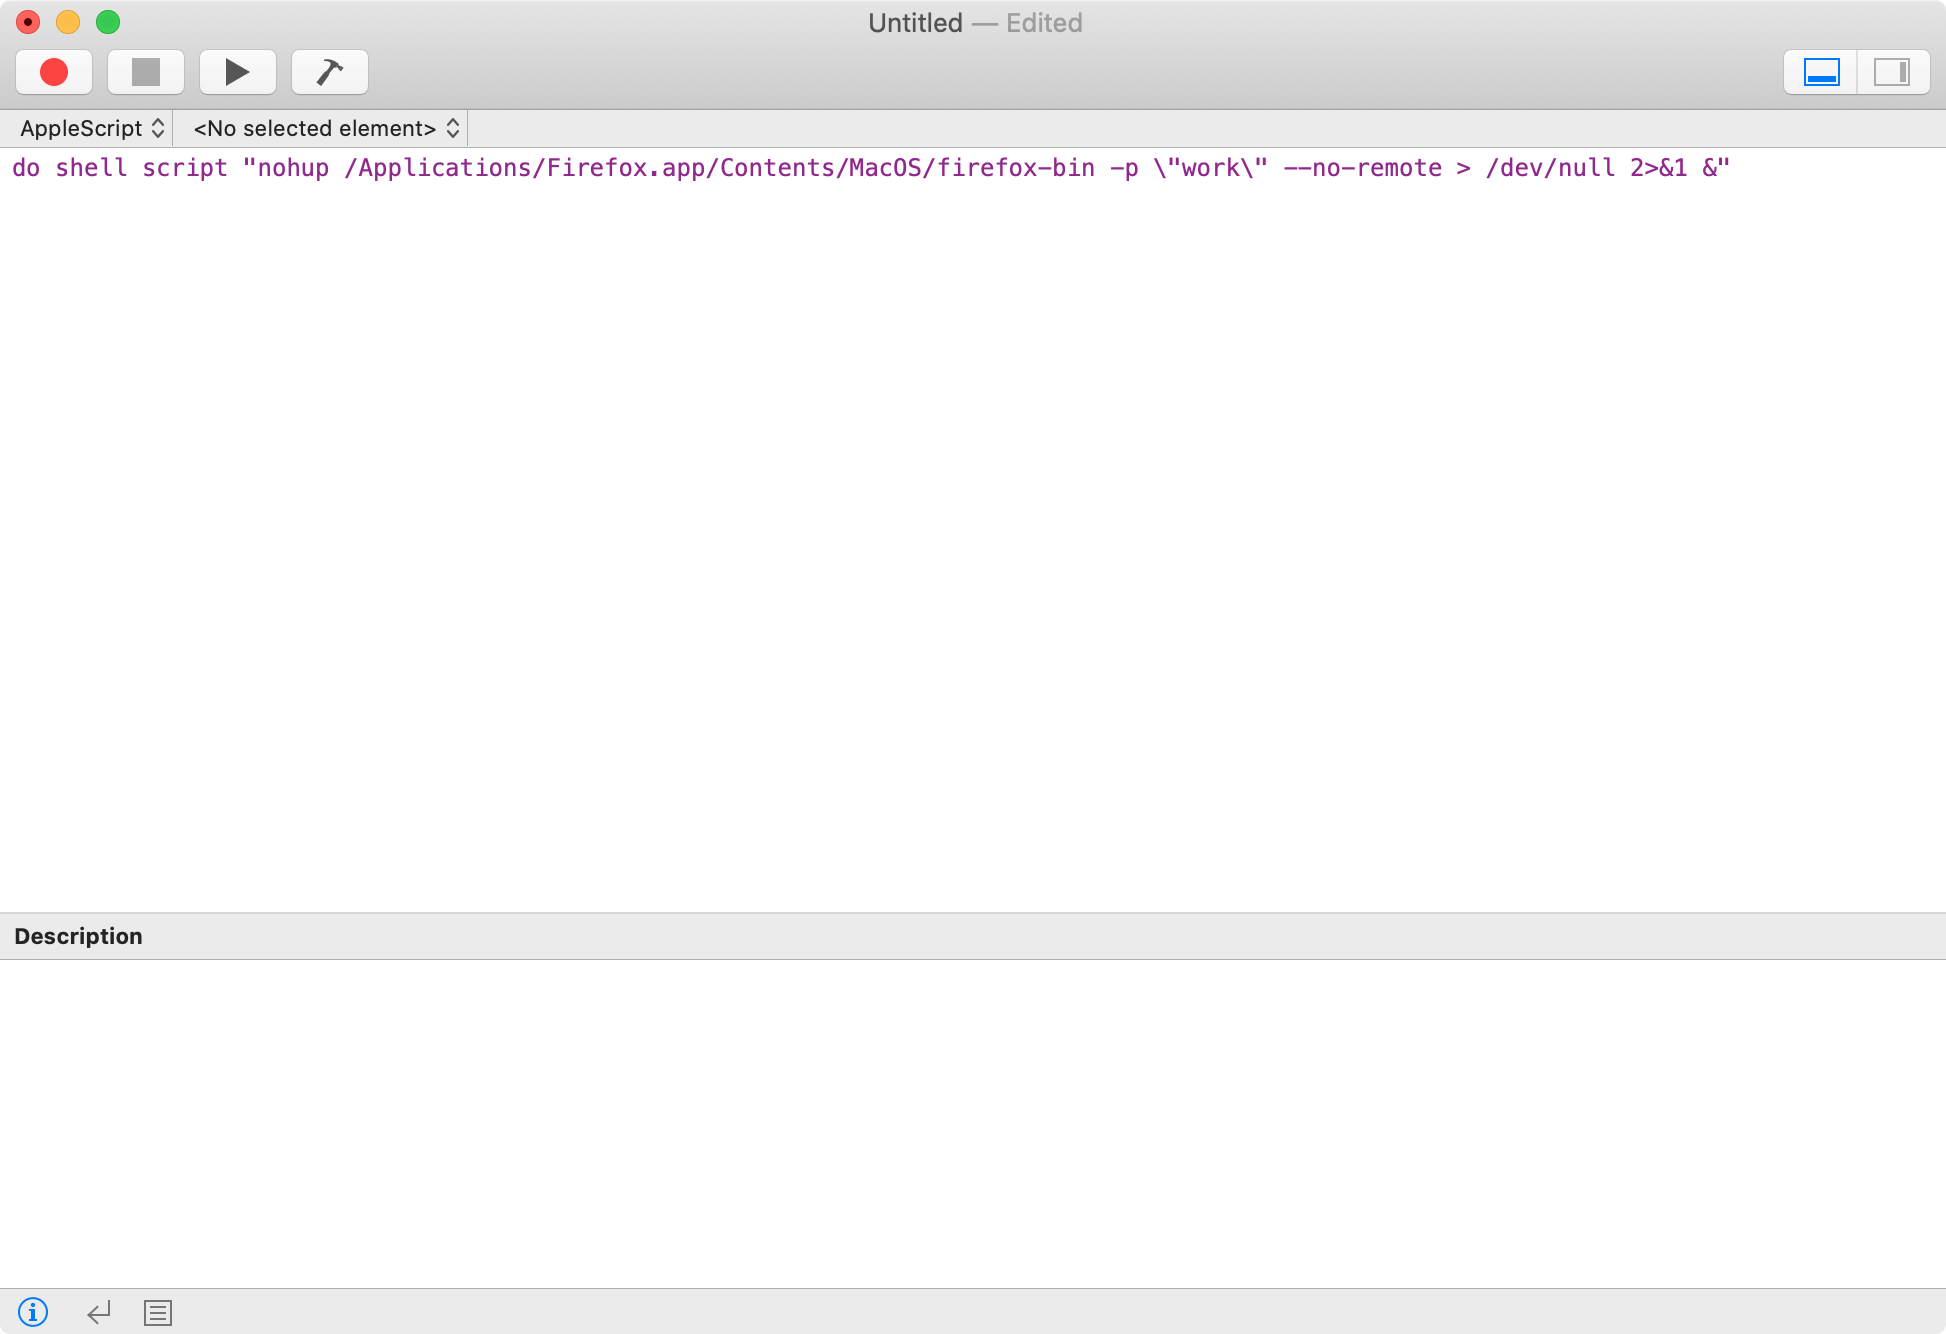 Untitled — Edited
AppleScript <No selected element>
do shell script "nohup /Applications/Firefox.app/Contents/MacOS/firefox-bin -p \"work\" --no-remote > /dev/null 2>&1 &"
Description